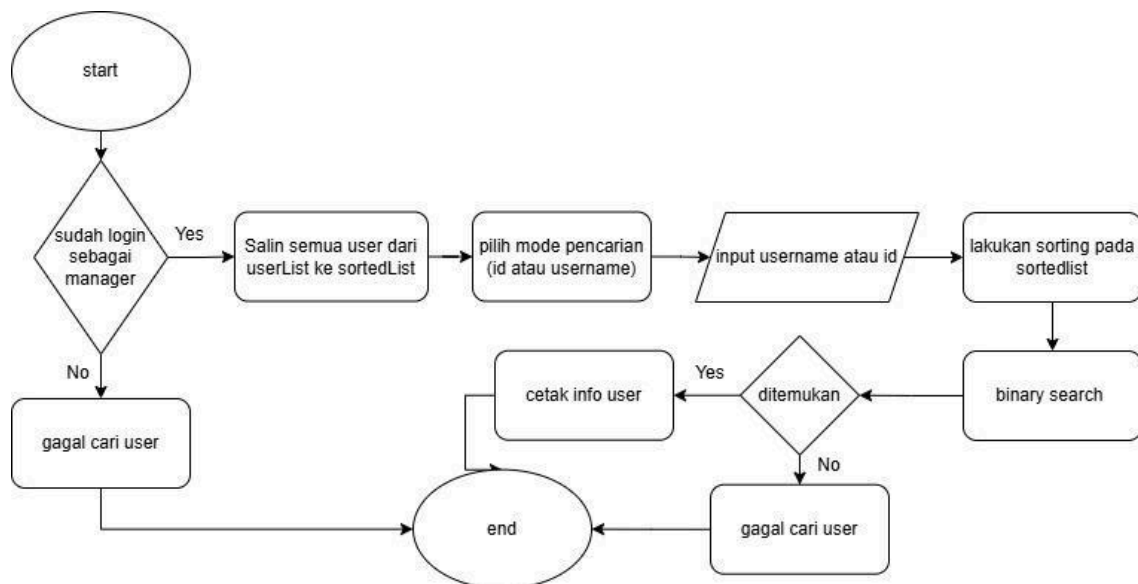 start
sudah login
sebagai
manager
Yes
Salin semua user dari
userList ke sortedList
pilih mode pencarian
(id atau username)
input username atau id
lakukan sorting pada
sortedlist
No
gagal cari user
binary search
ditemukan
Yes
cetak info user
No
gagal cari user
end